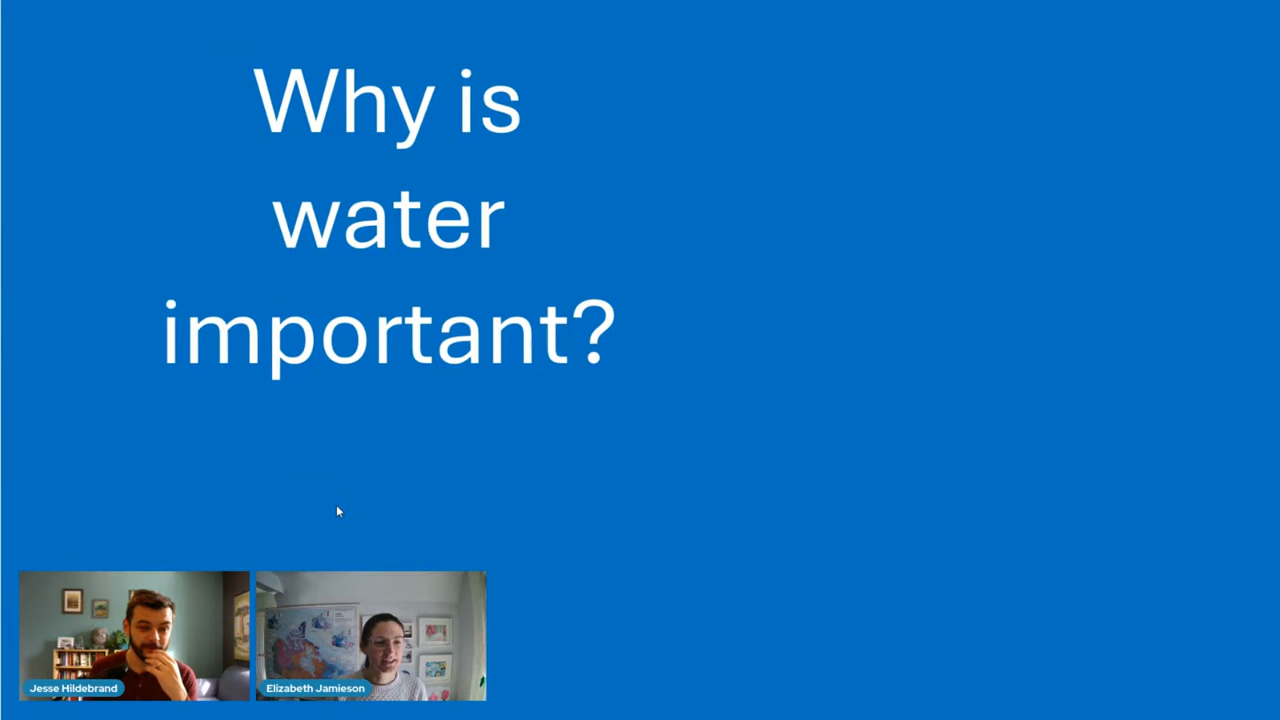 Why is
water
important?
Jesse Hildebrand
Elizabeth Jamieson